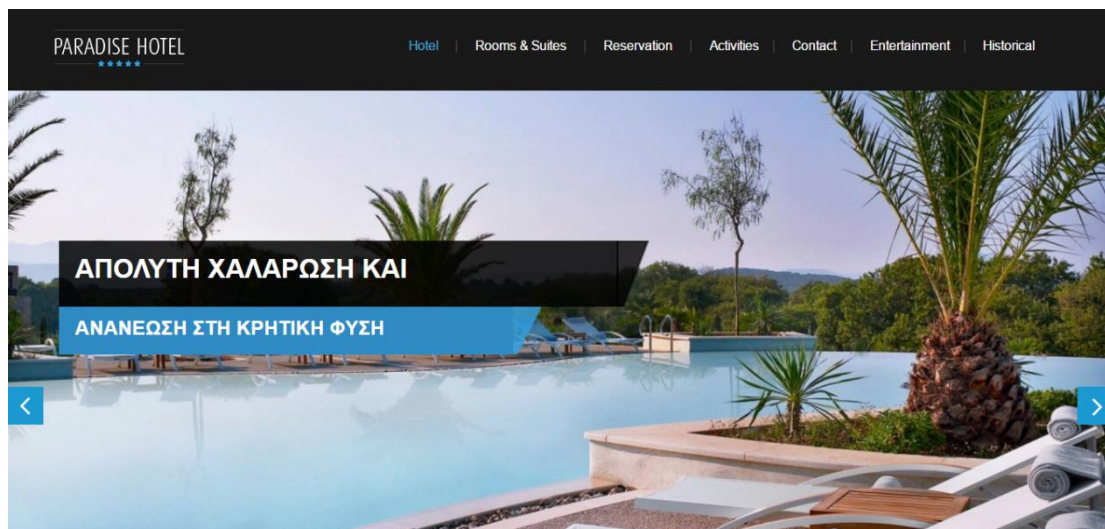 PARADISE HOTEL
Hotel | Rooms & Suites | Reservation | Activities | Contact | Entertainment | Historical
ΑΠΟΛΥΤΗ ΧΑΛΑΡΩΣΗ ΚΑΙ
ΑΝΑΝΕΩΣΗ ΣΤΗ ΚΡΗΤΙΚΗ ΦΥΣΗ